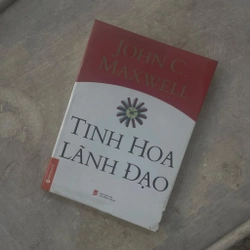 JOHN C.
MAXWELL
TINH HOA
LÃNH ĐẠO